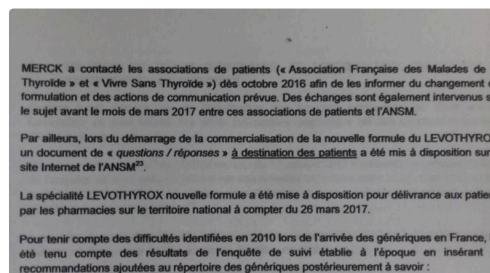 MERCK a contacté les associations de patients (« Association Française des Malades de
Thyroïde » et « Vivre Sans Thyroïde ») dès octobre 2016 afin de les informer du changement
formulation et des actions de communication prévue. Des échanges sont également intervenus
le sujet avant le mois de mars 2017 entre ces associations de patients et l'ANSM.
Par ailleurs, lors du démarrage de la commercialisation de la nouvelle formule du LEVOTHYRO
un document de « questions / réponses » à destination des patients a été mis à disposition sur
site Internet de l'ANSM23.
La spécialité LEVOTHYROX nouvelle formule a été mise à disposition pour délivrance aux patie
par les pharmacies sur le territoire national à compter du 26 mars 2017.
Pour tenir compte des difficultés identifiées en 2010 lors de l'arrivée des génériques en France,
été tenu compte des résultats de l'enquête de suivi établie à l'époque en insérant
recommandations ajoutées au répertoire des génériques postérieurement à savoir :